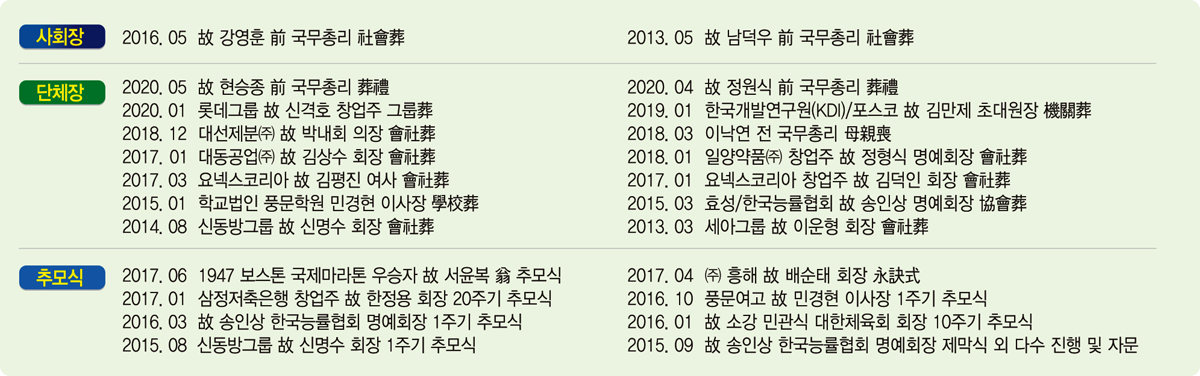 사회장
2016. 05 故 강영훈 前 국무총리 社會葬
2013. 05 故 남덕우 前 국무총리 社會葬
단체장
2020. 05 故 현승종 前 국무총리 葬禮
2020. 01 롯데그룹 故 신격호 창업주 그룹葬
2018. 12 대선제분㈜ 故 박내회 의장 會社葬
2017. 01 대동공업㈜ 故 김상수 회장 會社葬
2017. 03 요넥스코리아 故 김평진 여사 會社葬
2015. 01 학교법인 풍문학원 민경현 이사장 學校葬
2014. 08 신동방그룹 故 신명수 회장 會社葬
2020. 04 故 정원식 前 국무총리 葬禮
2019. 01 한국개발연구원(KDI)/포스코 故 김만제 초대원장 機關葬
2018. 03 이낙연 전 국무총리 母親喪
2018. 01 일양약품㈜ 창업주 故 정형식 명예회장 會社葬
2017. 01 요넥스코리아 창업주 故 김덕인 회장 會社葬
2015. 03 효성/한국능률협회 故 송인상 명예회장 協會葬
2013. 03 세아그룹 故 이운형 회장 會社葬
추모식
2017. 06 1947 보스톤 국제마라톤 우승자 故 서윤복 翁 추모식
2017. 01 삼정저축은행 창업주 故 한정용 회장 20주기 추모식
2016. 03 故 송인상 한국능률협회 명예회장 1주기 추모식
2015. 08 신동방그룹 故 신명수 회장 1주기 추모식
2017. 04 ㈜ 흥해 故 배순태 회장 永訣式
2016. 10 풍문여고 故 민경현 이사장 1주기 추모식
2016. 01 故 소강 민관식 대한체육회 회장 10주기 추모식
2015. 09 故 송인상 한국능률협회 명예회장 제막식 외 다수 진행 및 자문